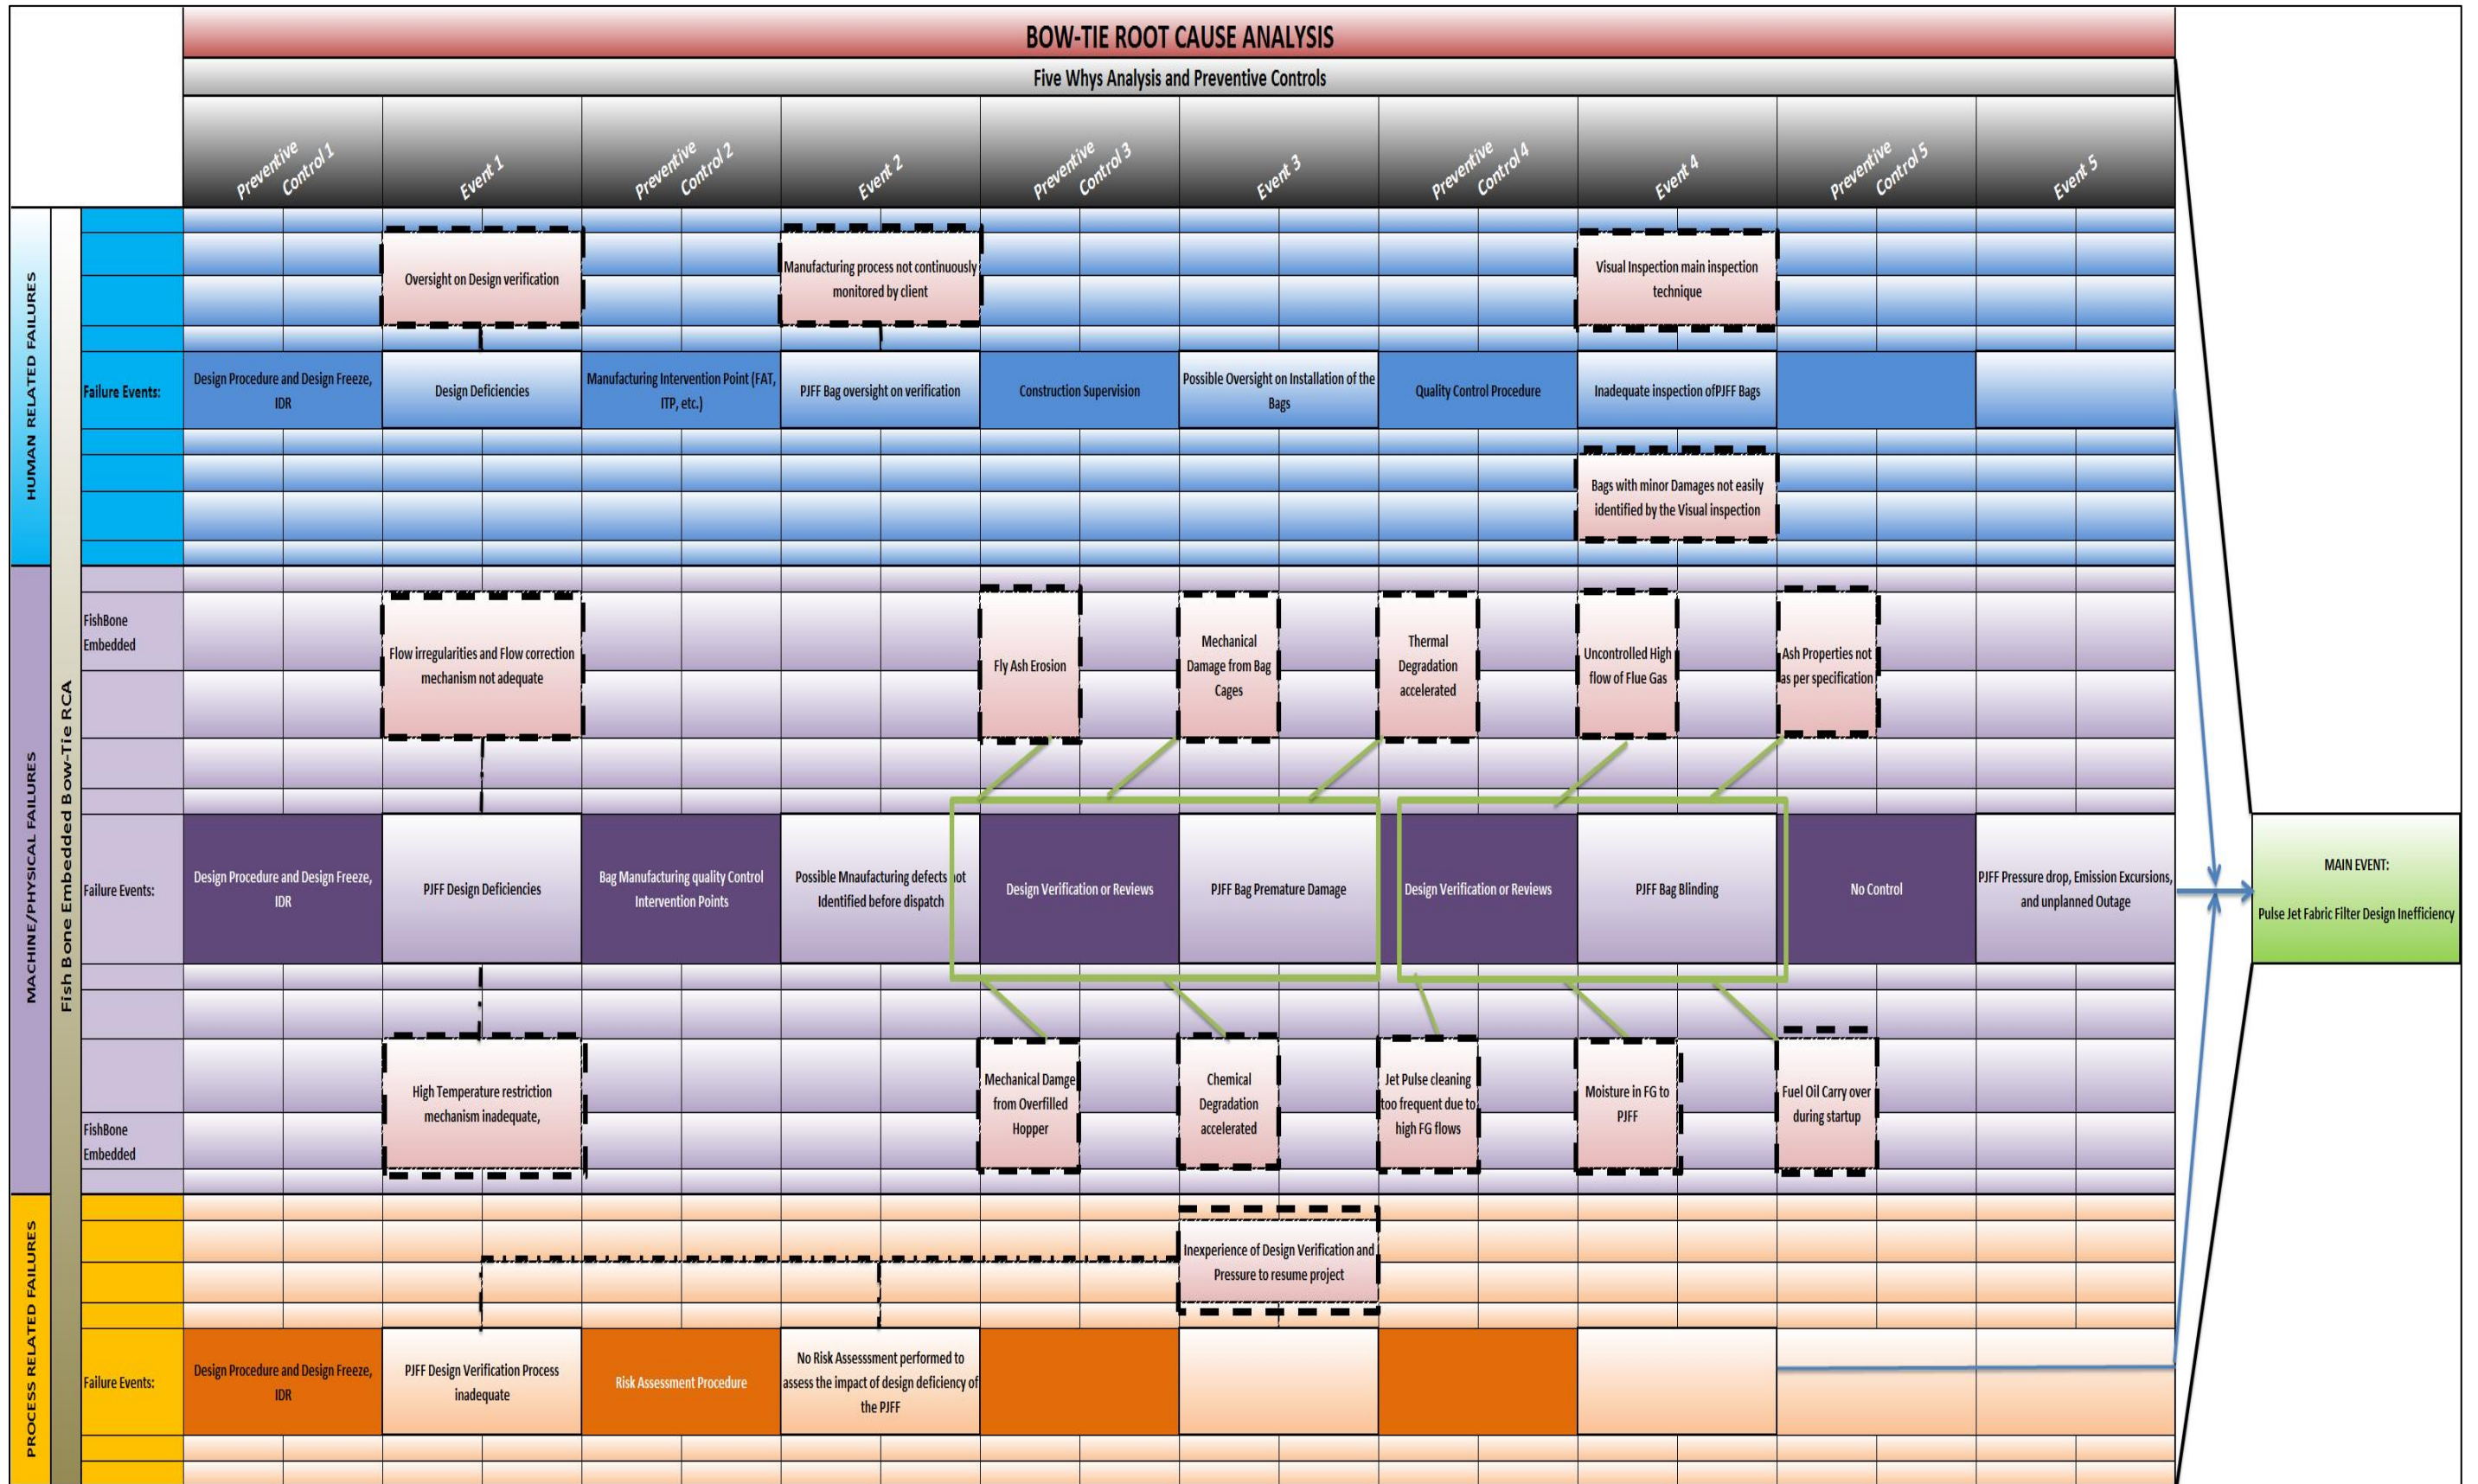 BOW-TIE ROOT CAUSE ANALYSIS
Five Whys Analysis and Preventive Controls
Preventive
Control 1
Event 1
Preventive
Control 2
Event 2
Preventive
Control 3
Event 3
Preventive
Control 4
Event 4
Preventive
Control 5
Event 5
HUMAN RELATED FAILURES
Fish Bone Embedded Bow-Tie RCA
Oversight on Design verification
Manufacturing process not continuously
monitored by client
Visual Inspection main inspection
technique
Failure Events:
Design Procedure and Design Freeze,
IDR
Design Deficiencies
Manufacturing Intervention Point (FAT,
ITP, etc.)
PJFF Bag oversight on verification
Construction Supervision
Possible Oversight on Installation of the
Bags
Quality Control Procedure
Inadequate inspection ofPJFF Bags
Bags with minor Damages not easily
identified by the Visual inspection
MACHINE/PHYSICAL FAILURES
FishBone
Embedded
Flow irregularities and Flow correction
mechanism not adequate
Fly Ash Erosion
Mechanical
Damage from Bag
Cages
Thermal
Degradation
accelerated
Uncontrolled High
flow of Flue Gas
Ash Properties not
as per specification
Failure Events:
Design Procedure and Design Freeze,
IDR
PJFF Design Deficiencies
Bag Manufacturing quality Control
Intervention Points
Possible Mnaufacturing defects not
Identified before dispatch
Design Verification or Reviews
PJFF Bag Premature Damage
Design Verification or Reviews
PJFF Bag Blinding
No Control
PJFF Pressure drop, Emission Excursions,
and unplanned Outage
MAIN EVENT:
Pulse Jet Fabric Filter Design Inefficiency
High Temperature restriction
mechanism inadequate,
Mechanical Damge
from Overfilled
Hopper
Chemical
Degradation
accelerated
Jet Pulse cleaning
too frequent due to
high FG flows
Moisture in FG to
PJFF
Fuel Oil Carry over
during startup
FishBone
Embedded
PROCESS RELATED FAILURES
Inexperience of Design Verification and
Pressure to resume project
Failure Events:
Design Procedure and Design Freeze,
IDR
PJFF Design Verification Process
inadequate
Risk Assessment Procedure
No Risk Assesssment performed to
assess the impact of design deficiency of
the PJFF